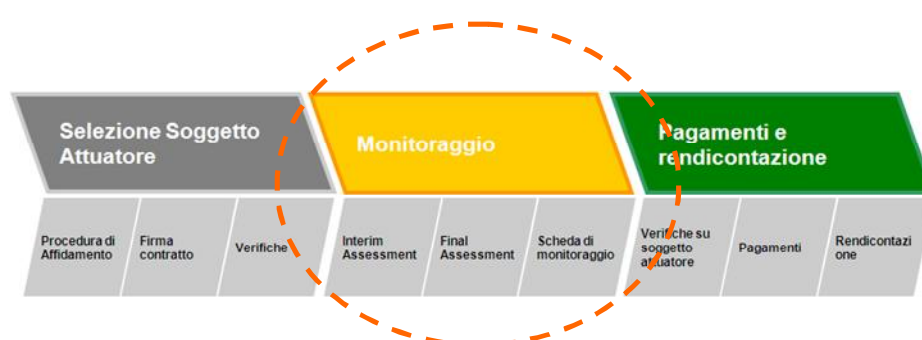 Selezione Soggetto
Attuatore
Monitoraggio
Pagamenti e
rendicontazione
Procedura di
Affidamento
Firma
contratto
Verifiche
Interim
Assessment
Final
Assessment
Scheda di
monitoraggio
Verifiche su
soggetto
attuatore
Pagamenti
Rendicontazi
one